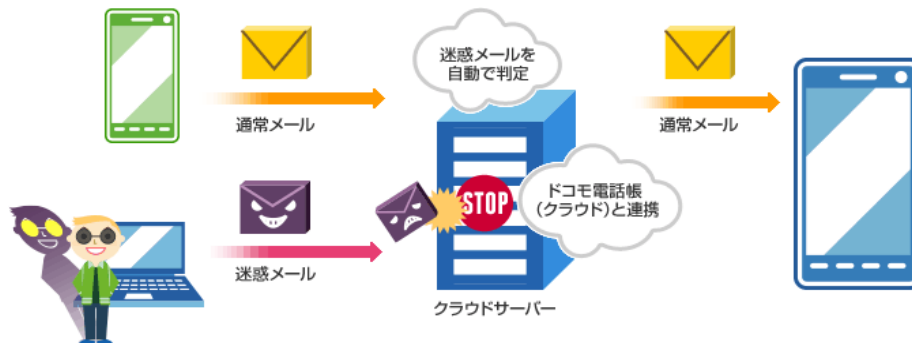 迷惑メールを
自動で判定
通常メール
通常メール
STOP
ドコモ電話帳
(クラウド)と連携
迷惑メール
クラウドサーバー